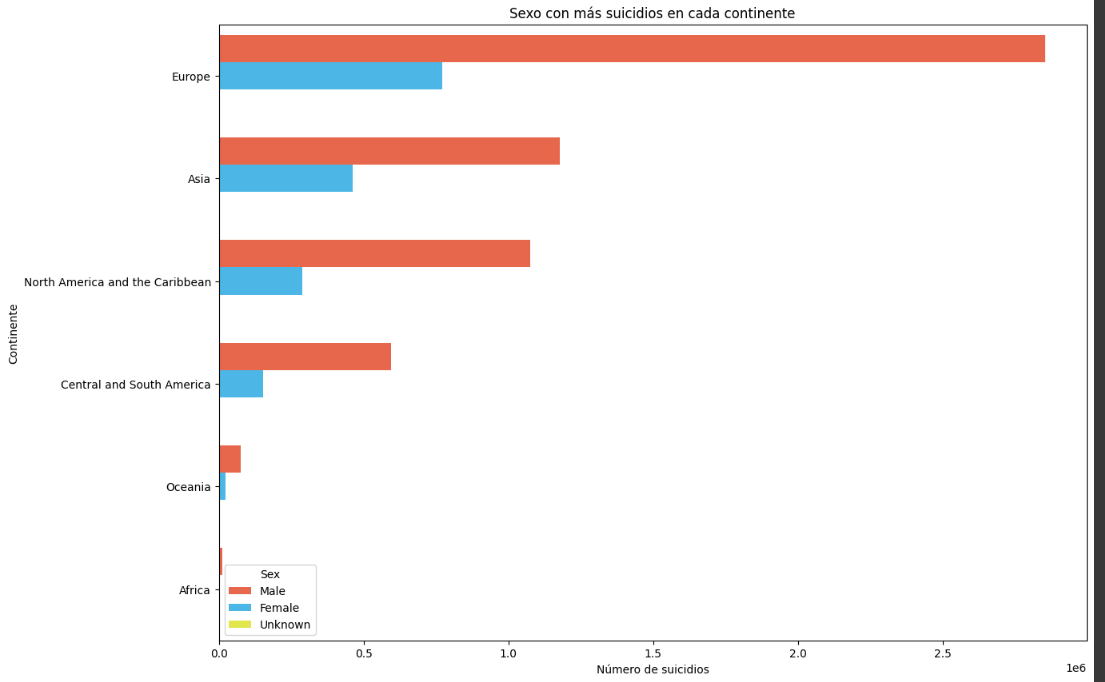 Sexo con más suicidios en cada continente
Continente
Europe
Asia
North America and the Caribbean
Central and South America
Oceania
Africa
Sex
Male
Female
Unknown
0.0 0.5 1.0 1.5 2.0 2.5
1e6
Número de suicidios